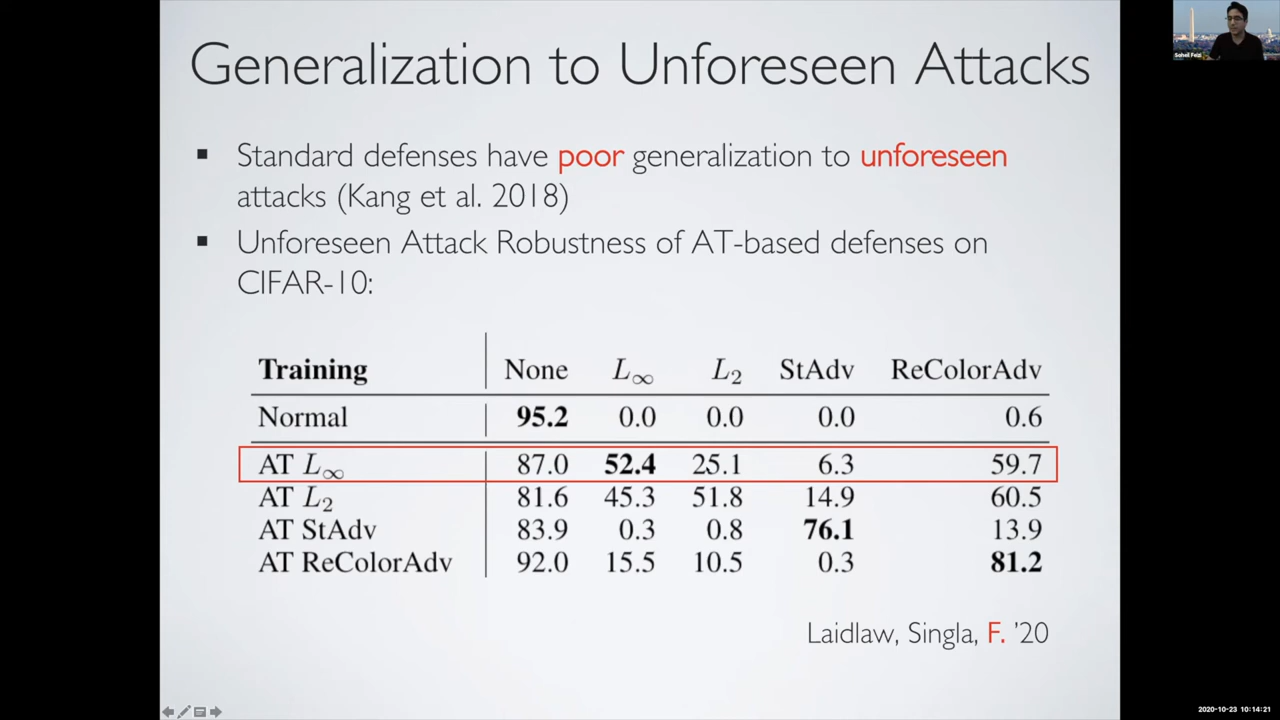 Generalization to Unforeseen Attacks
▪ Standard defenses have poor generalization to unforeseen
attacks (Kang et al. 2018)
▪ Unforeseen Attack Robustness of AT-based defenses on
CIFAR-10:
Training None L∞ L2 StAdv ReColorAdv
Normal 95.2 0.0 0.0 0.0 0.6
AT L∞ 87.0 52.4 25.1 6.3 59.7
AT L2 81.6 45.3 51.8 14.9 60.5
AT StAdv 83.9 0.3 0.8 76.1 13.9
AT ReColorAdv 92.0 15.5 10.5 0.3 81.2
Laidlaw, Singla, F. '20
Soheil Feizi
2020-10-23 10:14:21